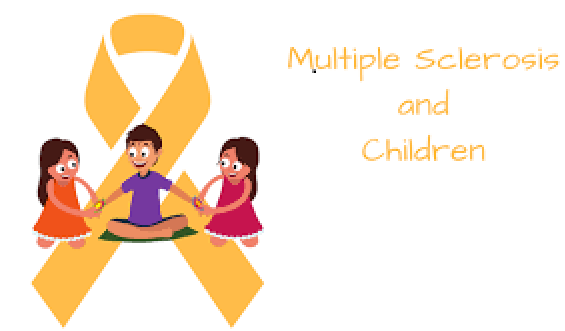 Multiple Sclerosis
and
Children